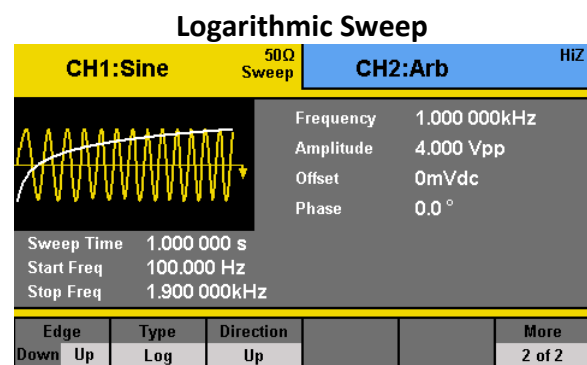 Logarithmic Sweep
CH1:Sine
50Ω
Sweep
CH2:Arb
HiZ
Frequency 1.000 000kHz
Amplitude 4.000 Vpp
Offset 0mVdc
Phase 0.0 °
Sweep Time 1.000 000 s
Start Freq 100.000 Hz
Stop Freq 1.900 000kHz
Edge Type Direction More
Down Up Log Up 2 of 2